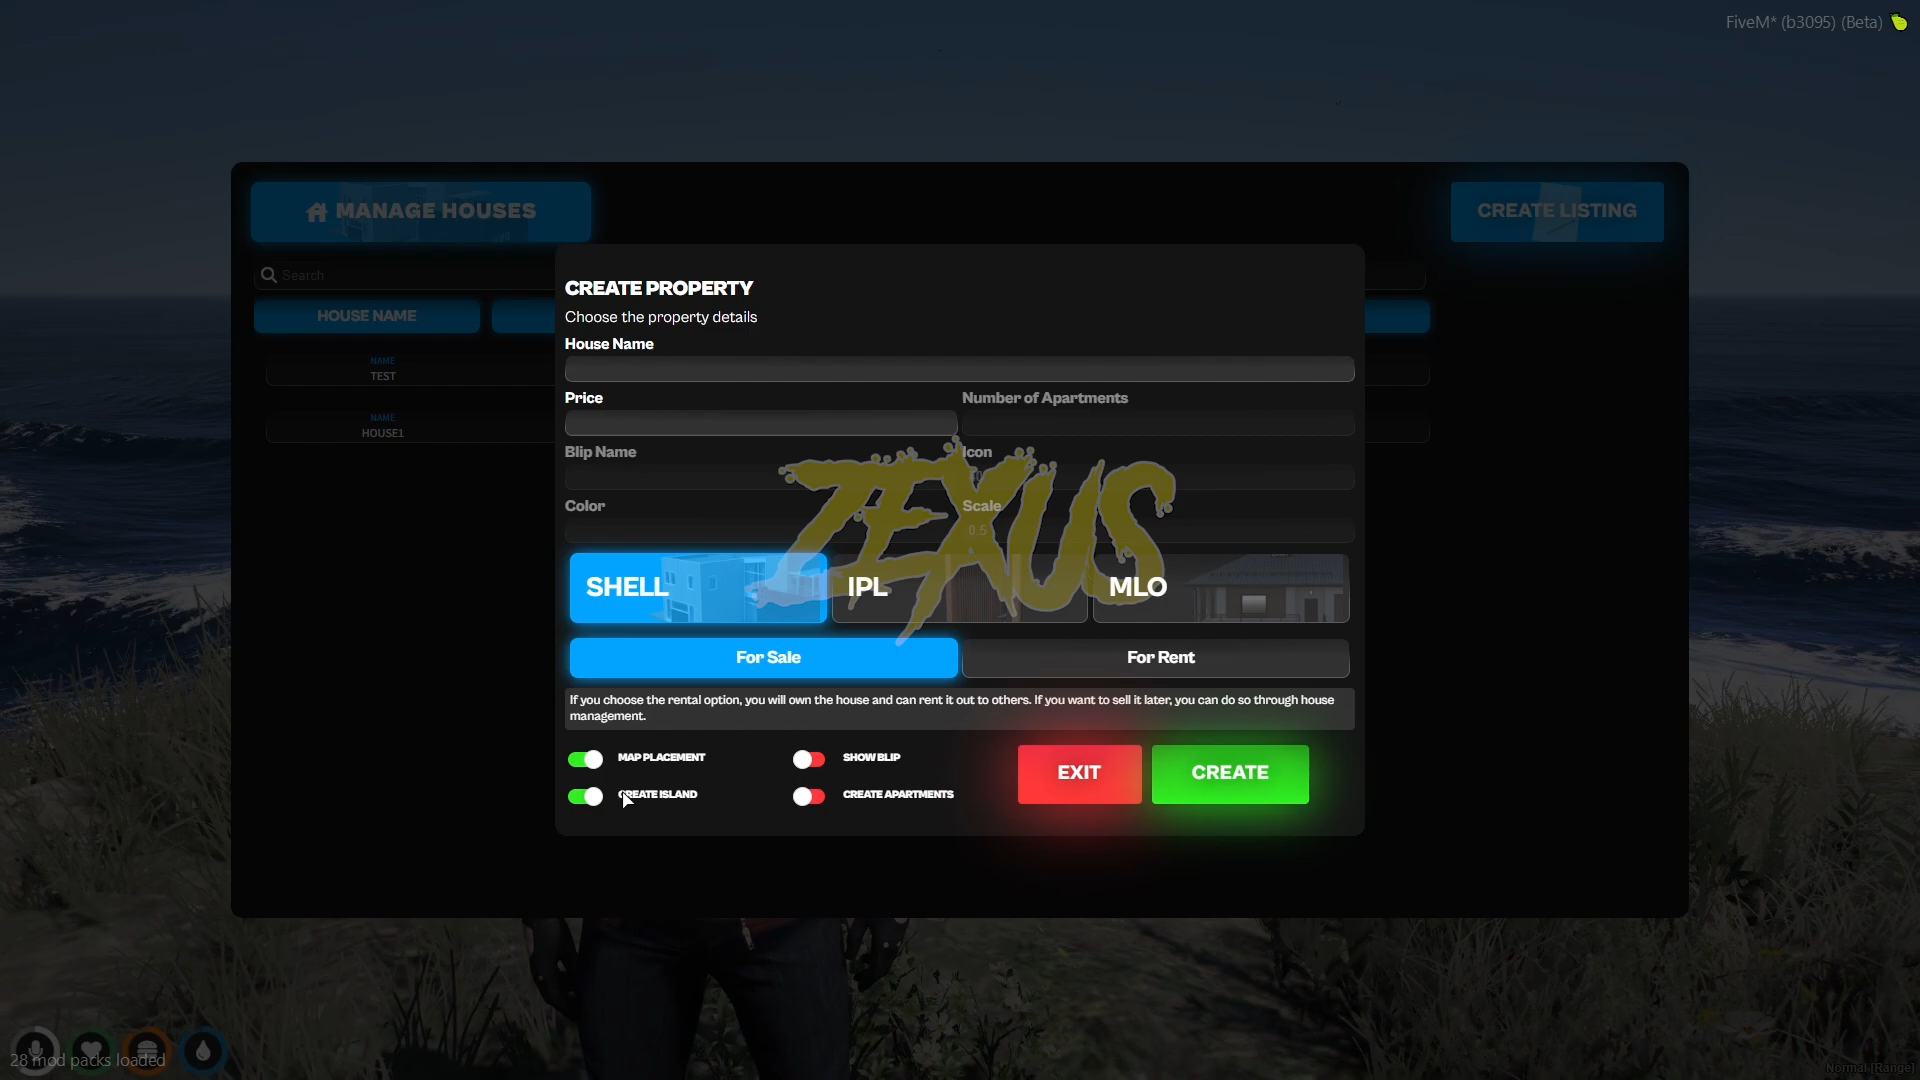 FiveM* (b3095) (Beta)
MANAGE HOUSES
CREATE LISTING
Search
HOUSE NAME
NAME
TEST
NAME
HOUSE1
CREATE PROPERTY
Choose the property details
House Name
Price
Number of Apartments
Blip Name
Icon
Color
Scale
0.5
ZEXUS
SHELL
IPL
MLO
For Sale
For Rent
If you choose the rental option, you will own the house and can rent it out to others. If you want to sell it later, you can do so through house
management.
MAP PLACEMENT
SHOW BLIP
CREATE ISLAND
CREATE APARTMENTS
EXIT
CREATE
28 mod packs loaded
Normal [Range]